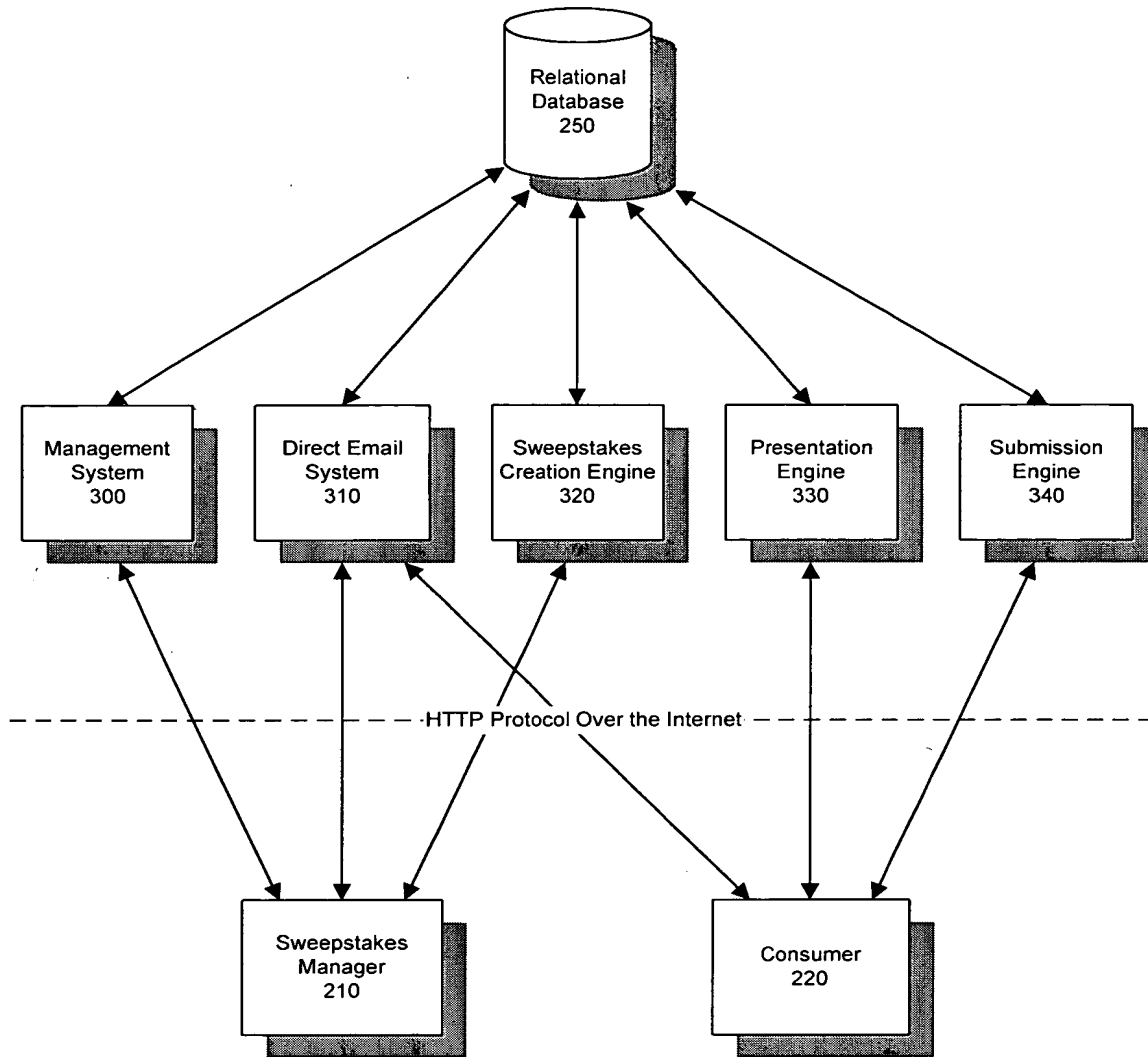 Relational
Database
250
Management
System
300
Direct Email
System
310
Sweepstakes
Creation Engine
320
Presentation
Engine
330
Submission
Engine
340
HTTP Protocol Over the Internet
Sweepstakes
Manager
210
Consumer
220